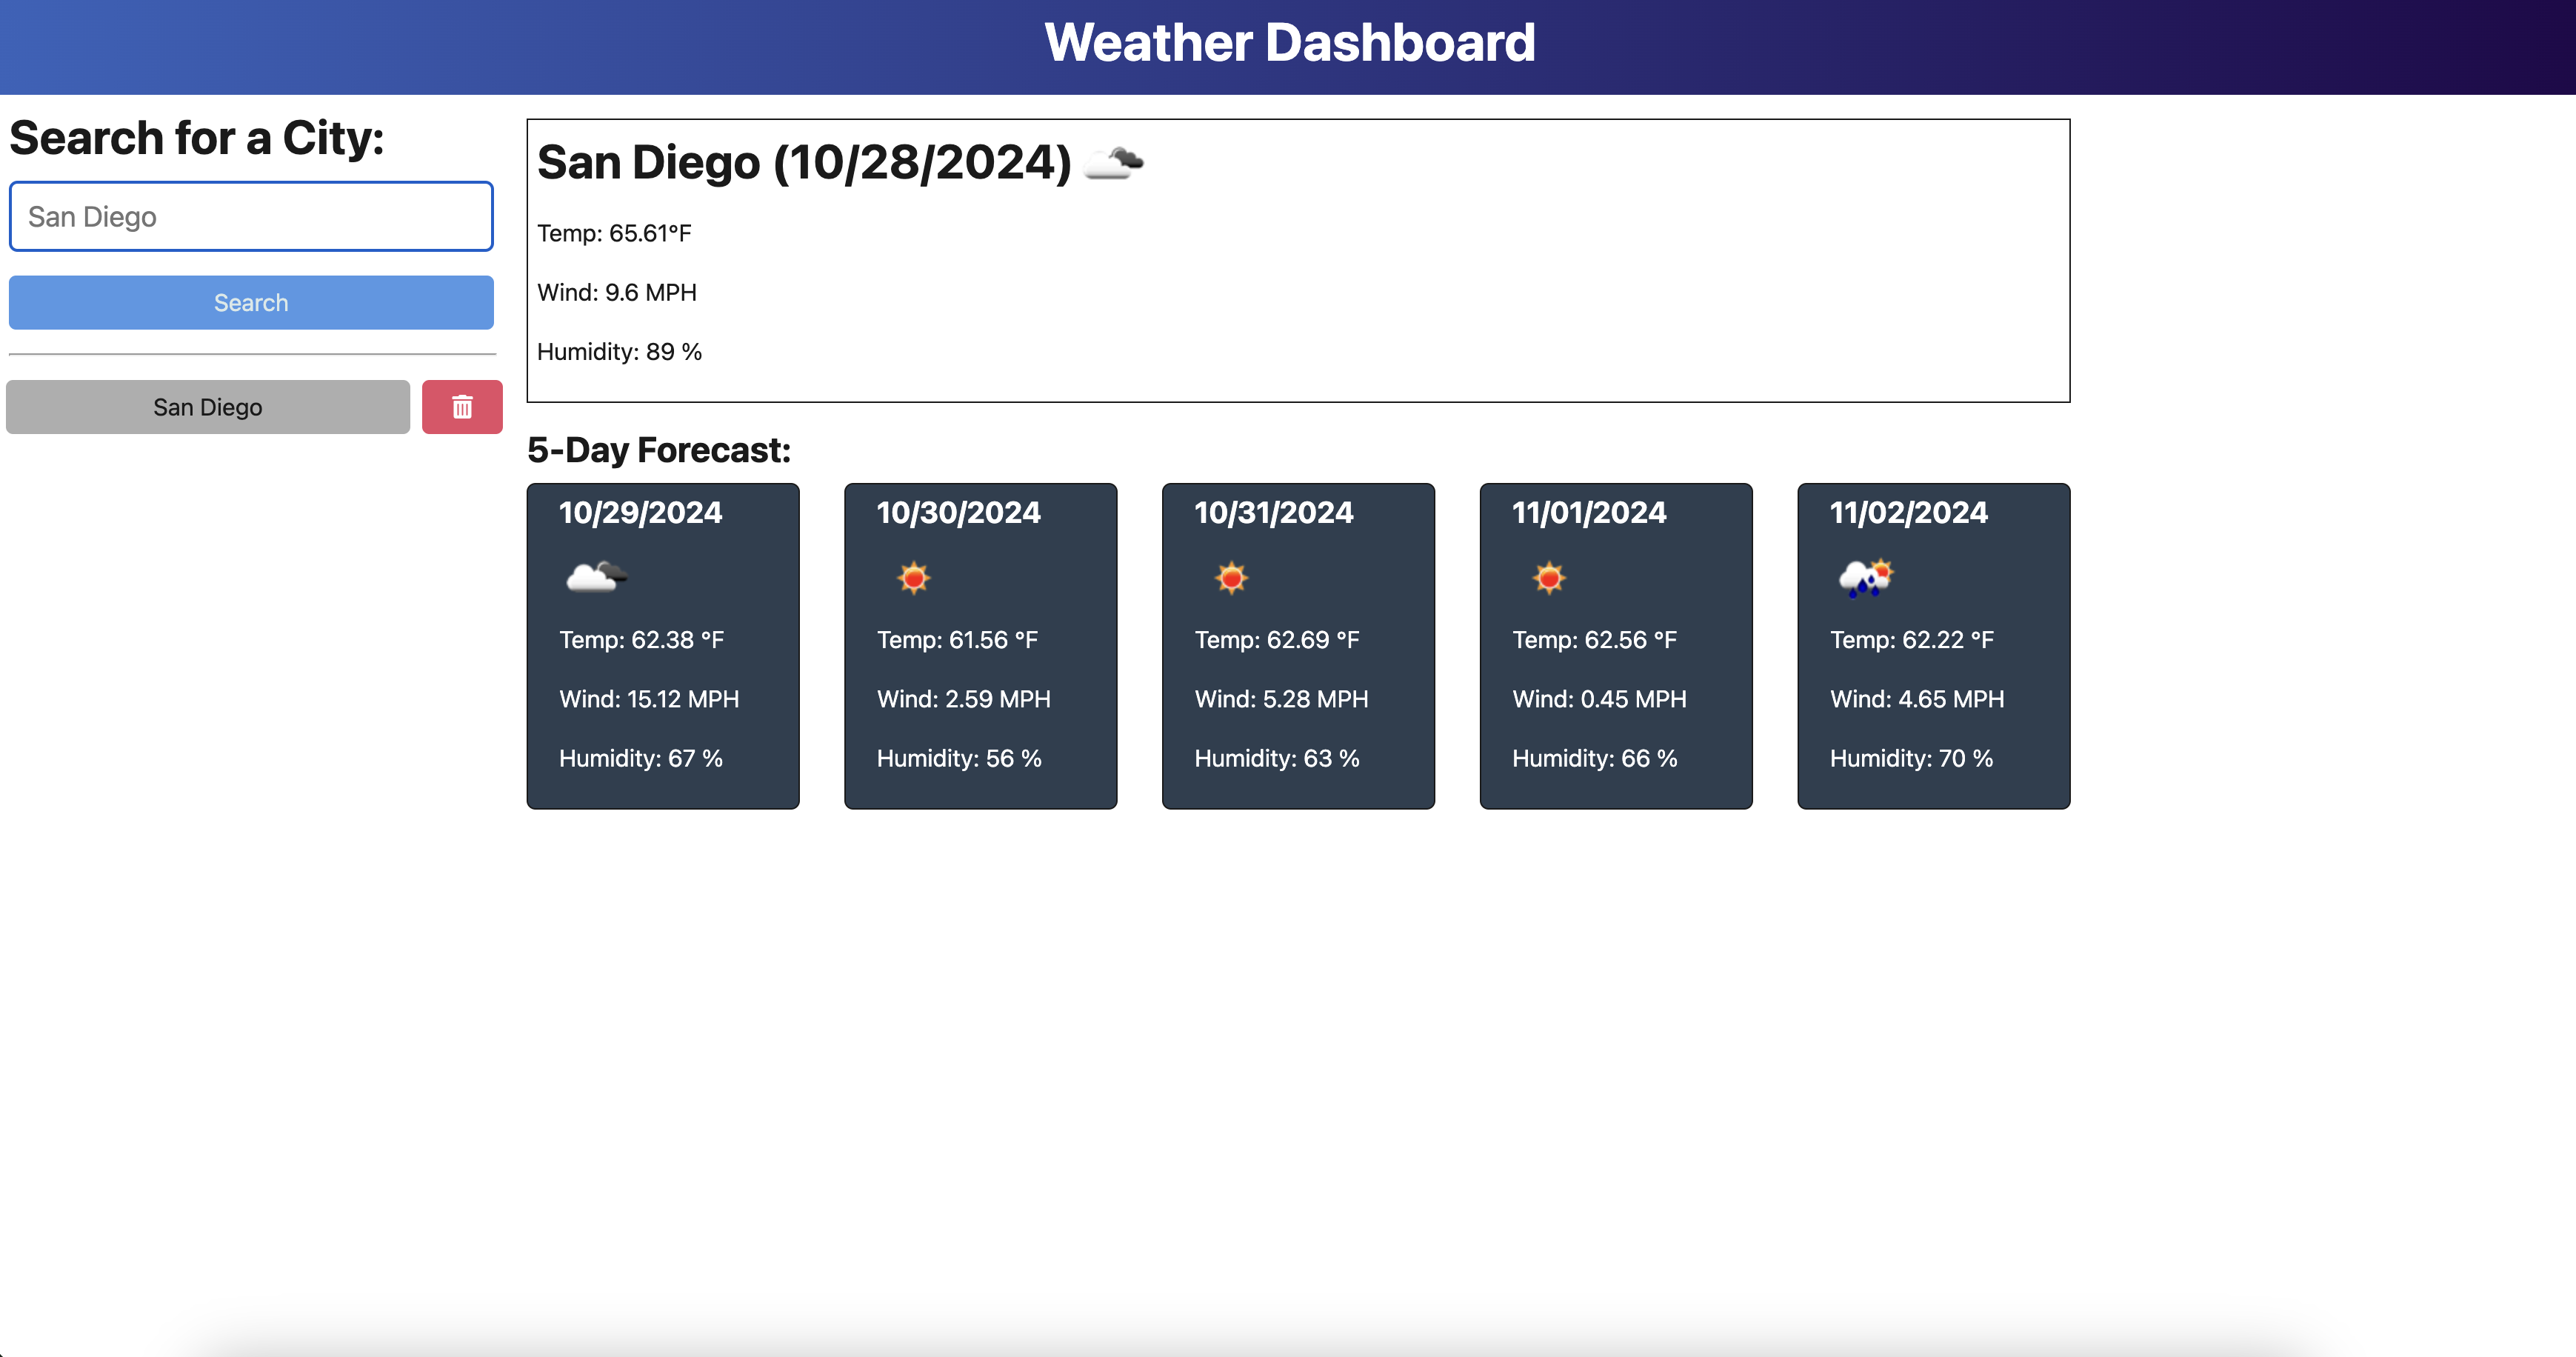 Weather Dashboard
Search for a City:
San Diego
Search
San Diego
San Diego (10/28/2024)
Temp: 65.61°F
Wind: 9.6 MPH
Humidity: 89 %
5-Day Forecast:
10/29/2024
Temp: 62.38 °F
Wind: 15.12 MPH
Humidity: 67 %
10/30/2024
Temp: 61.56 °F
Wind: 2.59 MPH
Humidity: 56 %
10/31/2024
Temp: 62.69 °F
Wind: 5.28 MPH
Humidity: 63 %
11/01/2024
Temp: 62.56 °F
Wind: 0.45 MPH
Humidity: 66 %
11/02/2024
Temp: 62.22 °F
Wind: 4.65 MPH
Humidity: 70 %